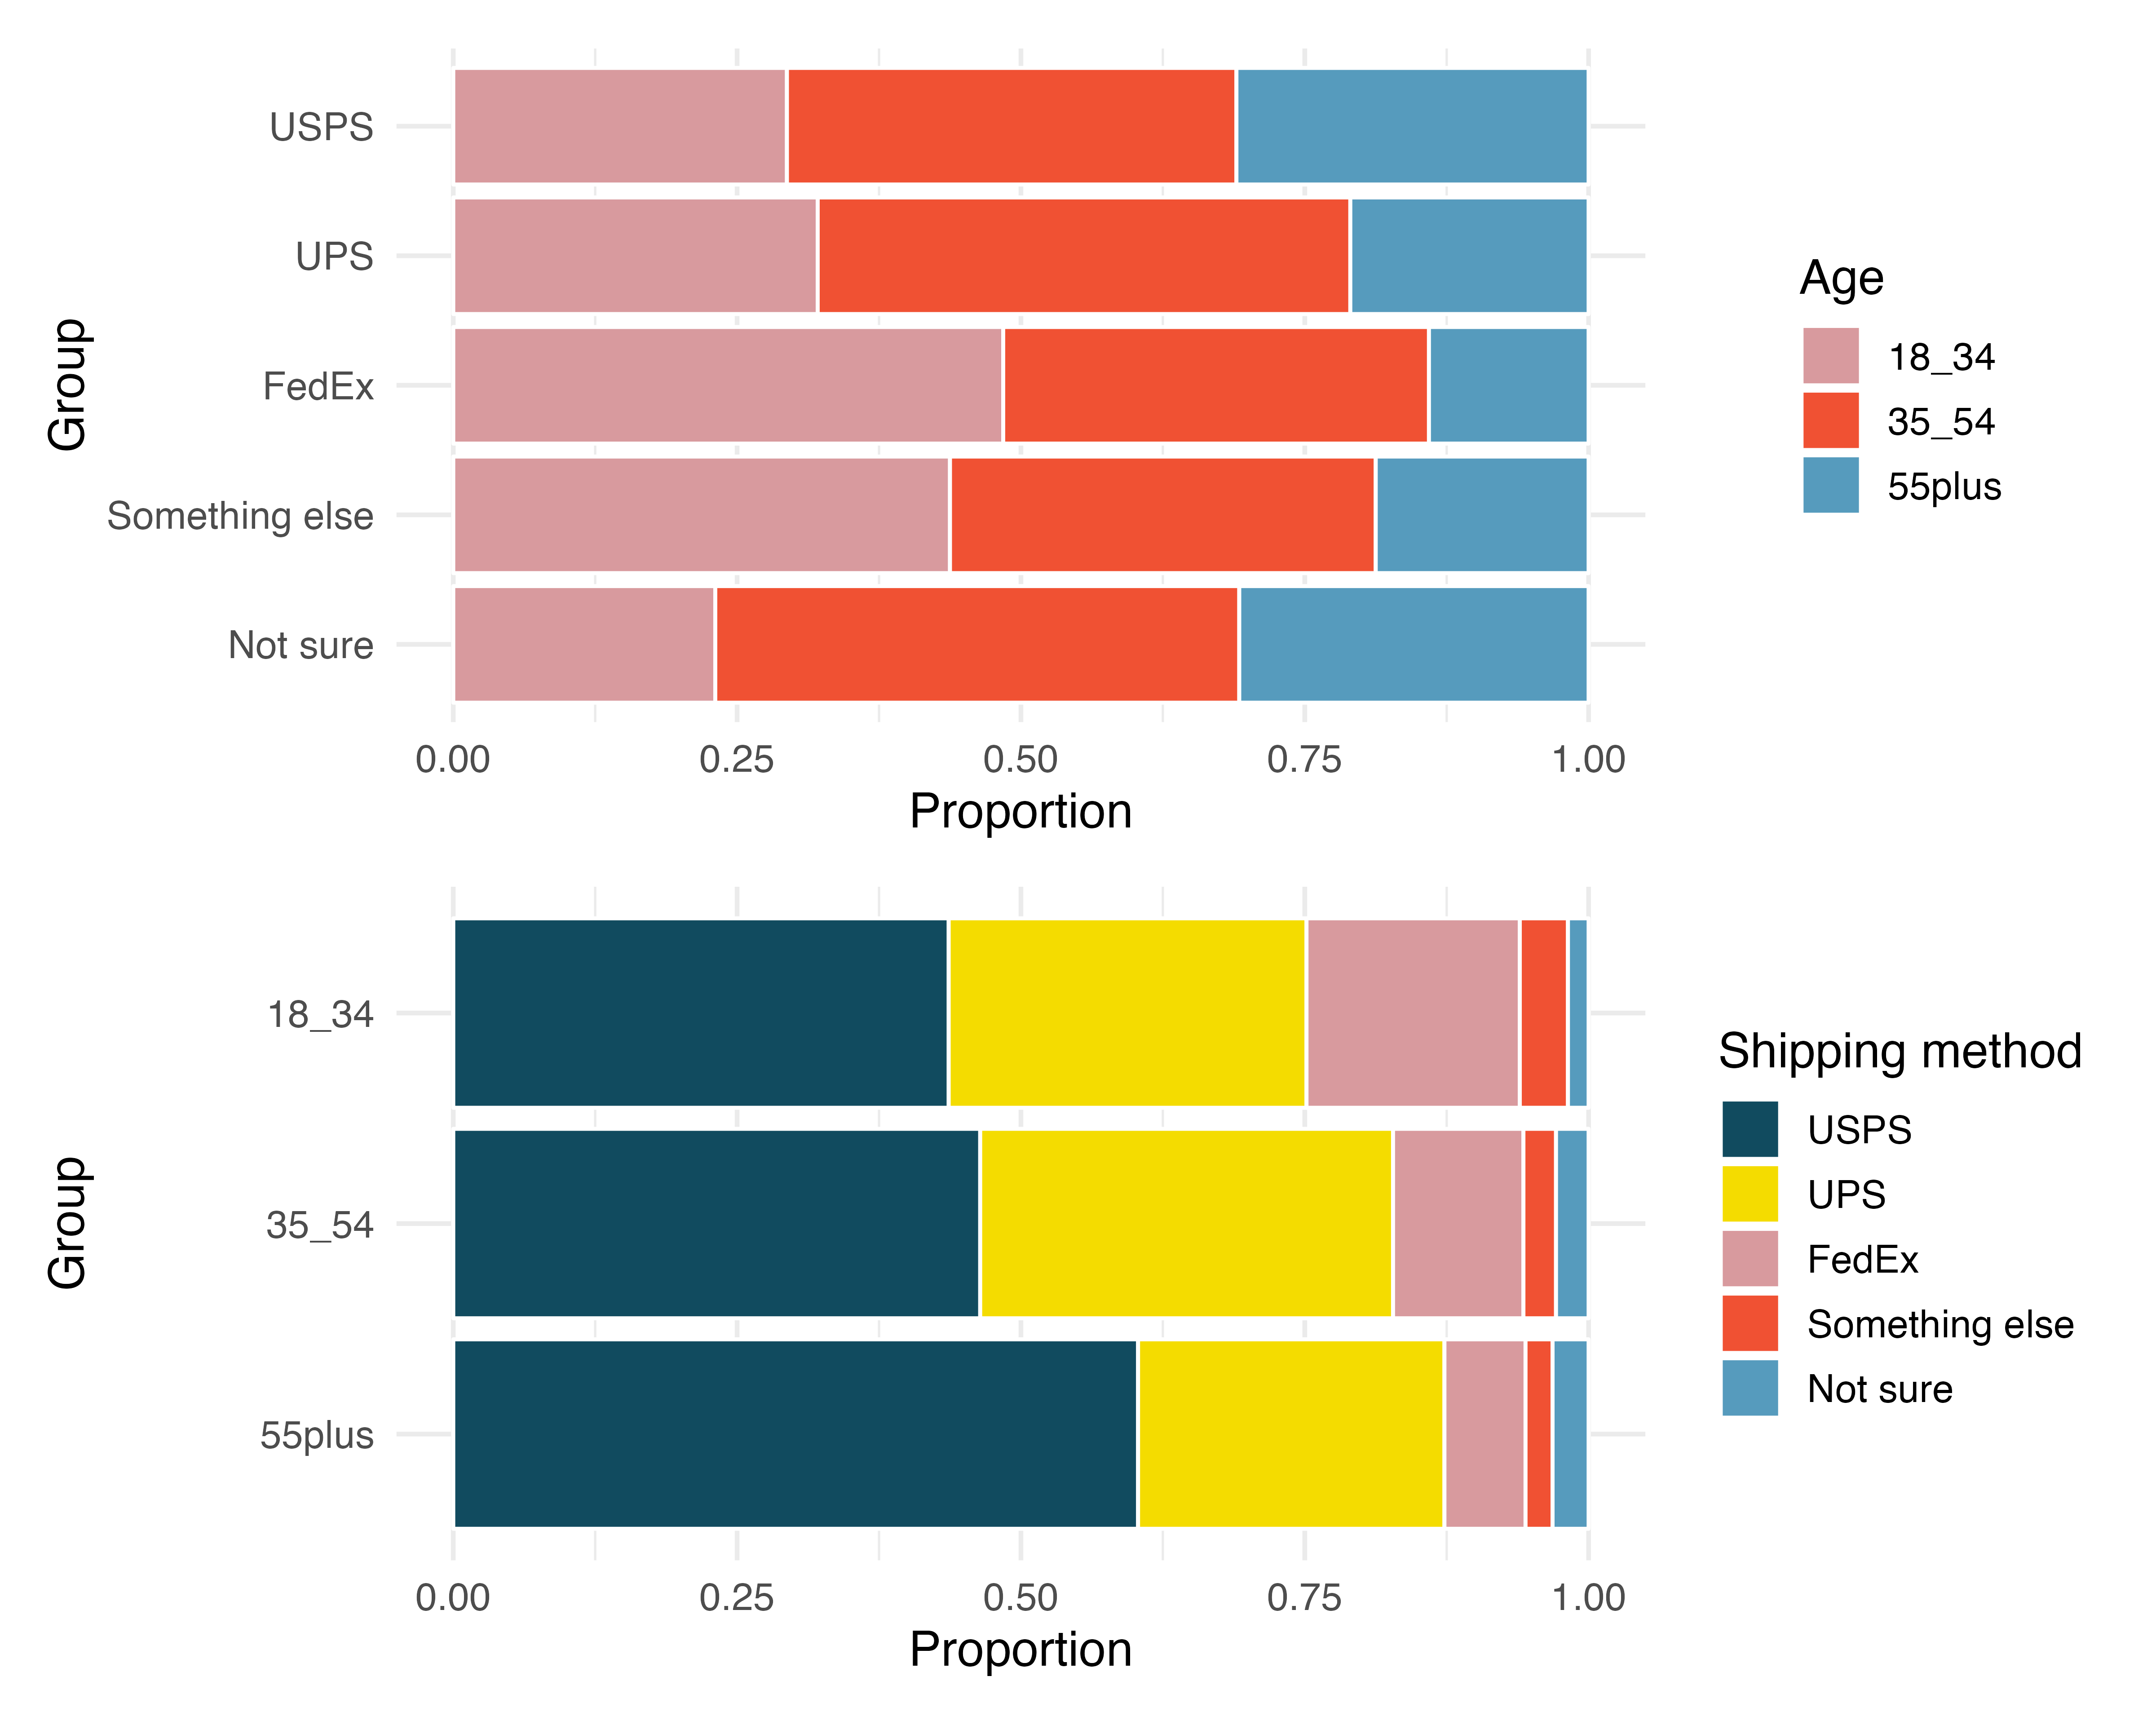 Group
USPS
UPS
FedEx
Something else
Not sure
0.00 0.25 0.50 0.75 1.00
Proportion
Age
18_34
35_54
55plus
Group
18_34
35_54
55plus
0.00 0.25 0.50 0.75 1.00
Proportion
Shipping method
USPS
UPS
FedEx
Something else
Not sure